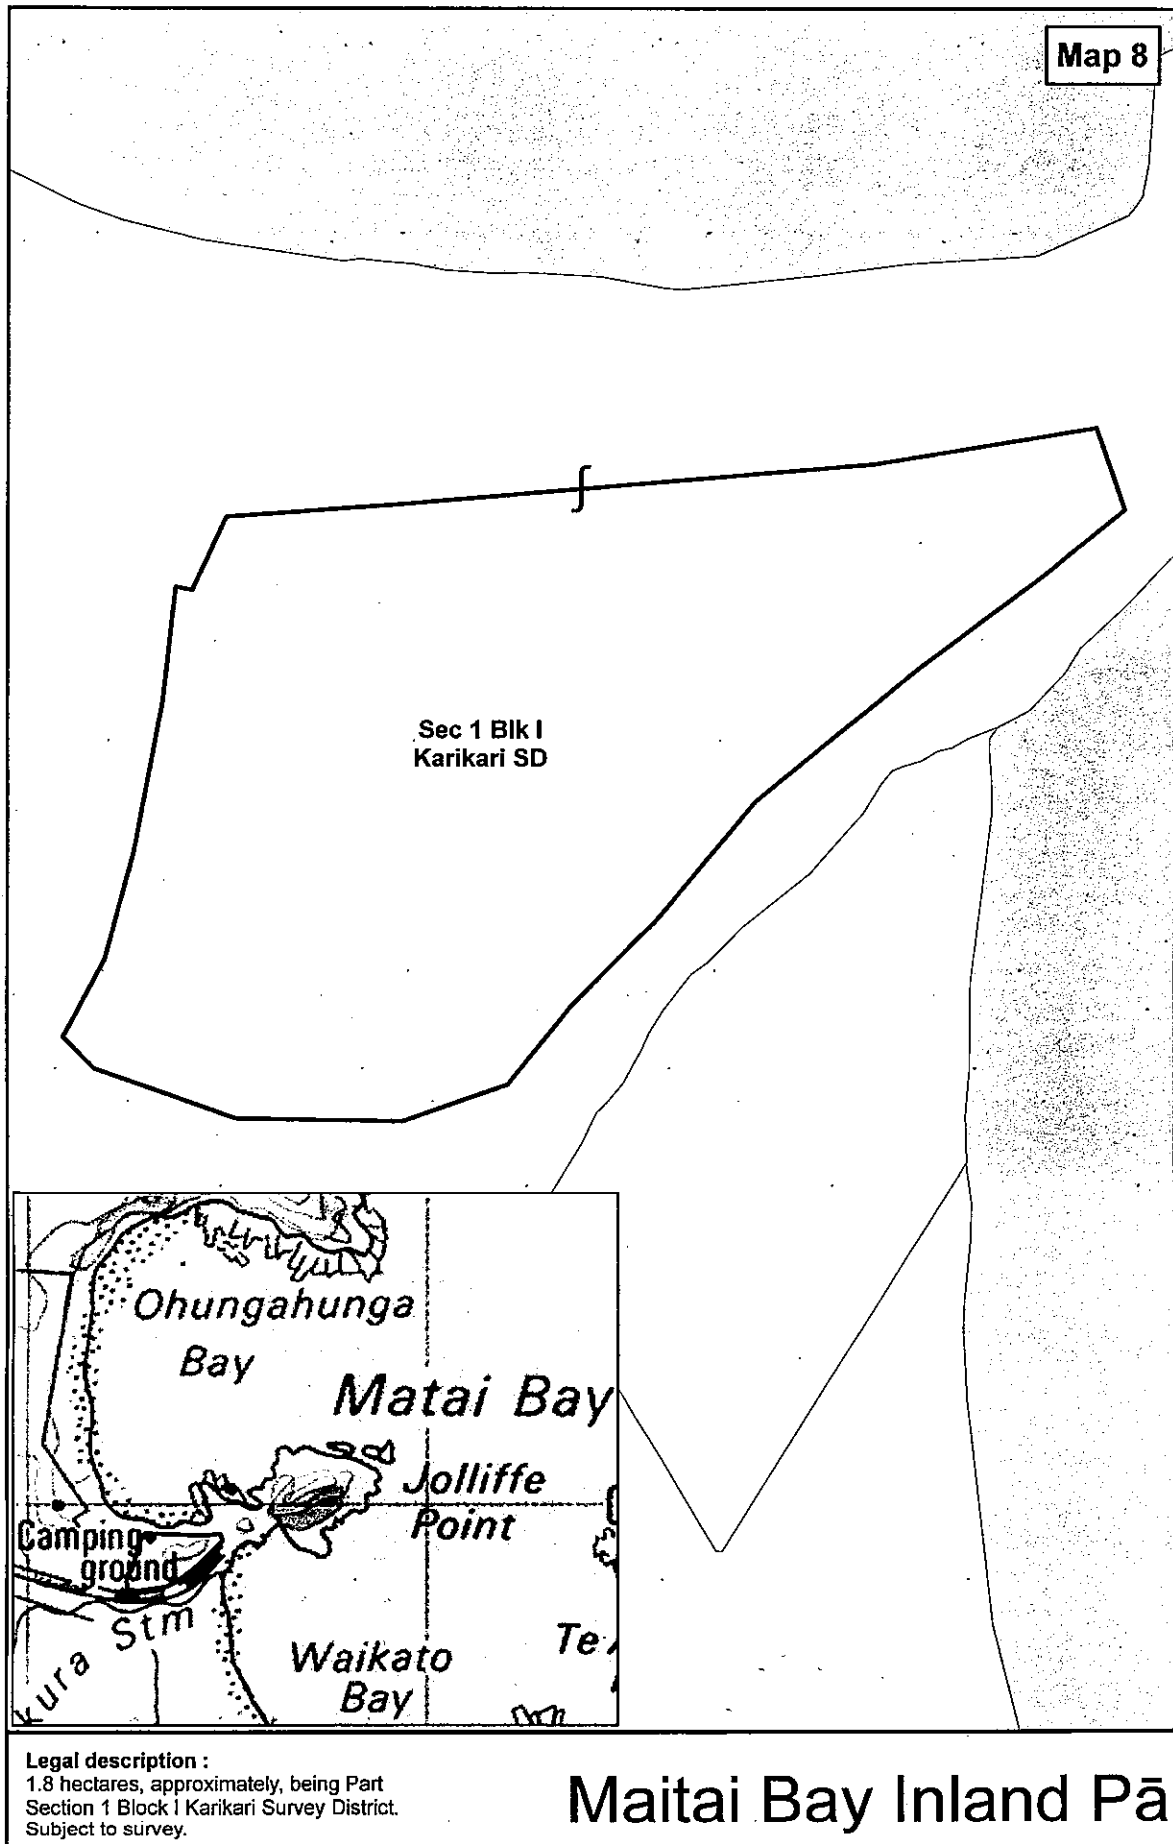 Map 8
ʃ
Sec 1 Blk I
Karikari SD
Ohungahunga
Bay
Matai Bay
Jolliffe
Point
Camping
ground
Stm
kura
Waikato
Bay
Te
Legal description :
1.8 hectares, approximately, being Part
Section 1 Block I Karikari Survey District.
Subject to survey.
Maitai Bay Inland Pā